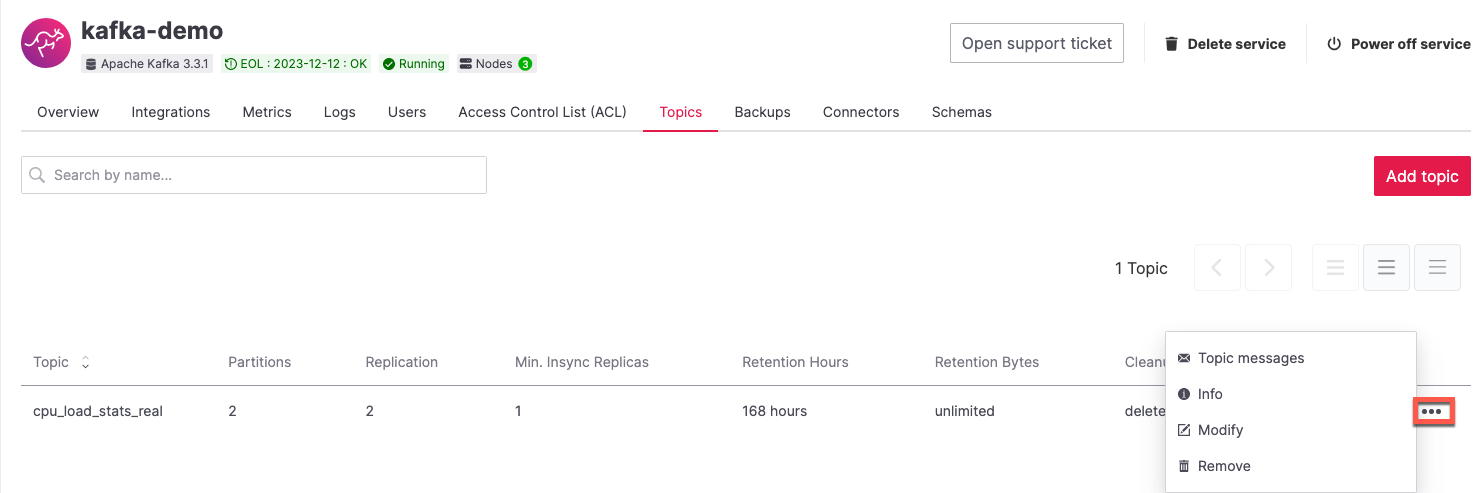 kafka-demo
Apache Kafka 3.3.1 EOL : 2023-12-12 : OK Running Nodes 3
Open support ticket Delete service Power off service
Overview Integrations Metrics Logs Users Access Control List (ACL) Topics Backups Connectors Schemas
Search by name...
Add topic
1 Topic
Topic Partitions Replication Min. Insync Replicas Retention Hours Retention Bytes Cleanu
cpu_load_stats_real 2 2 1 168 hours unlimited delete
Topic messages
Info
Modify
Remove